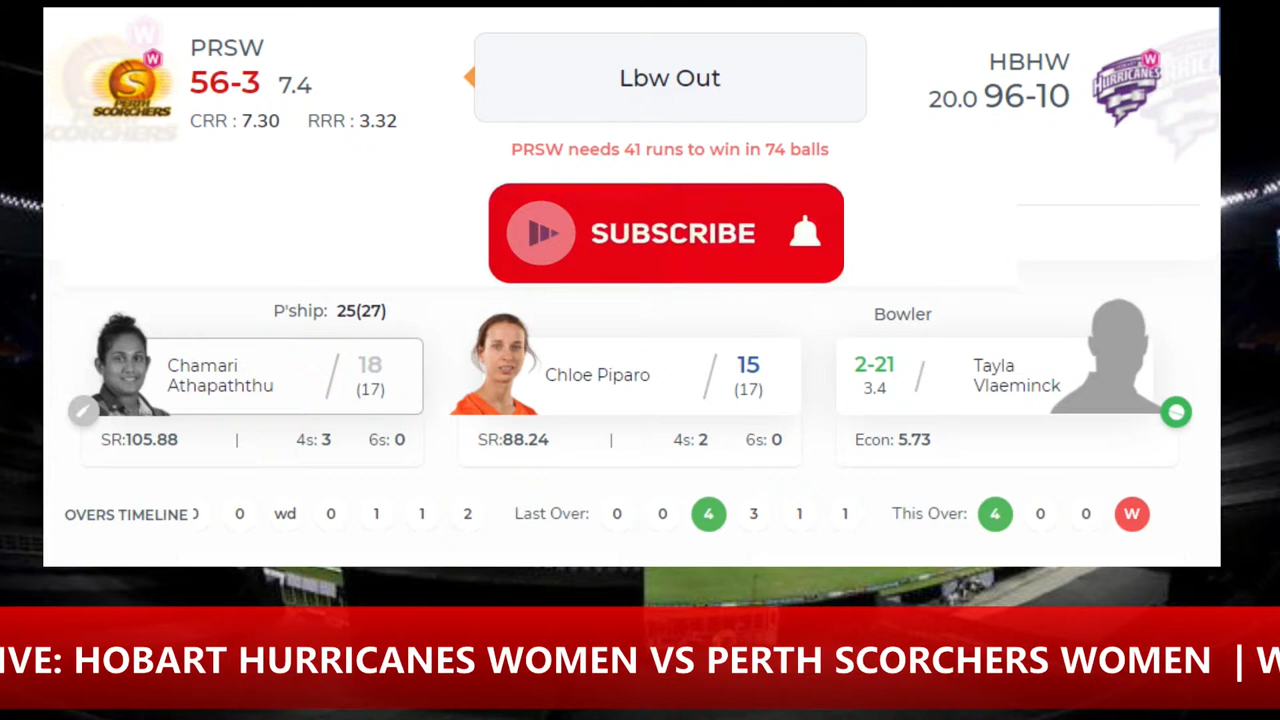 PRSW
56-3 7.4
CRR : 7.30 RRR : 3.32
W
PERTH
SCORCHERS
Lbw Out
PRSW needs 41 runs to win in 74 balls
HBHW
20.0 96-10
W
HURRICANES
SUBSCRIBE
P'ship: 25(27)
Chamari
Athapaththu
18
(17)
SR:105.88 | 4s: 3 6s: 0
Chloe Piparo
15
(17)
SR:88.24 | 4s: 2 6s: 0
Bowler
2-21
3.4
Tayla
Vlaeminck
Econ: 5.73
OVERS TIMELINE 0 wd 0 1 1 2 Last Over: 0 0 4 3 1 1 This Over: 4 0 0 W
IVE: HOBART HURRICANES WOMEN VS PERTH SCORCHERS WOMEN | W